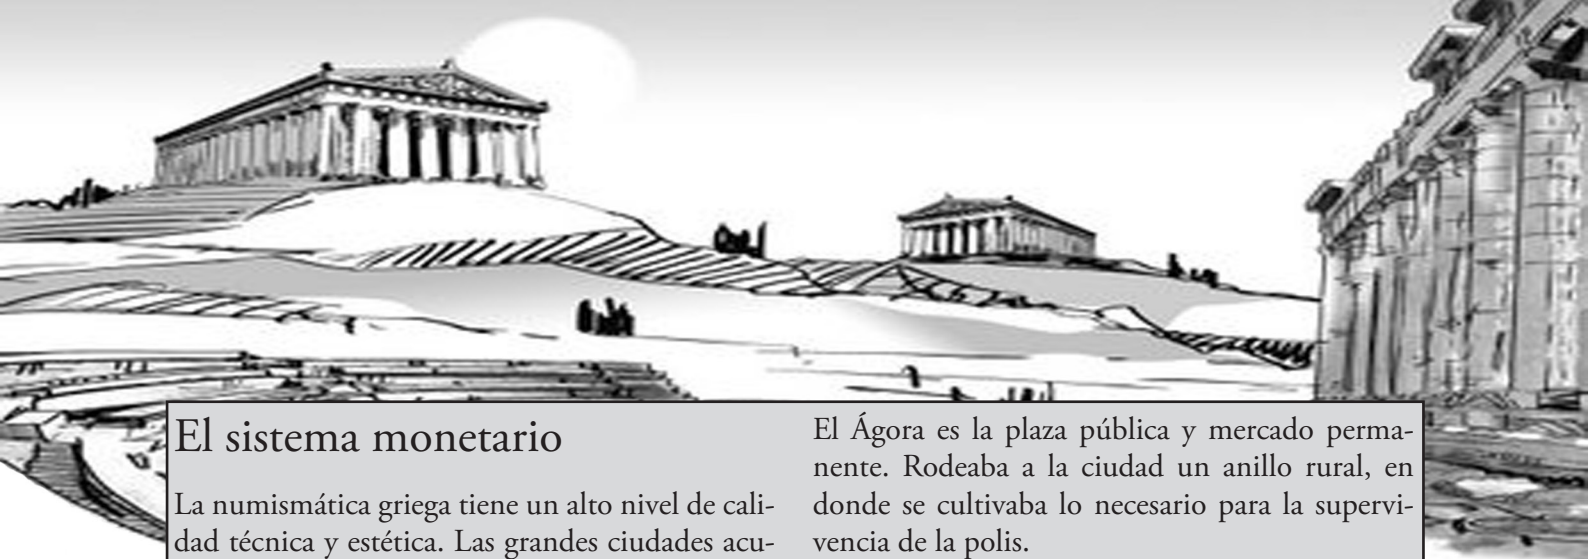 El sistema monetario
La numismática griega tiene un alto nivel de cali-
dad técnica y estética. Las grandes ciudades acu-
El Ágora es la plaza pública y mercado perma-
nente. Rodeaba a la ciudad un anillo rural, en
donde se cultivaba lo necesario para la supervi-
vencia de la polis.